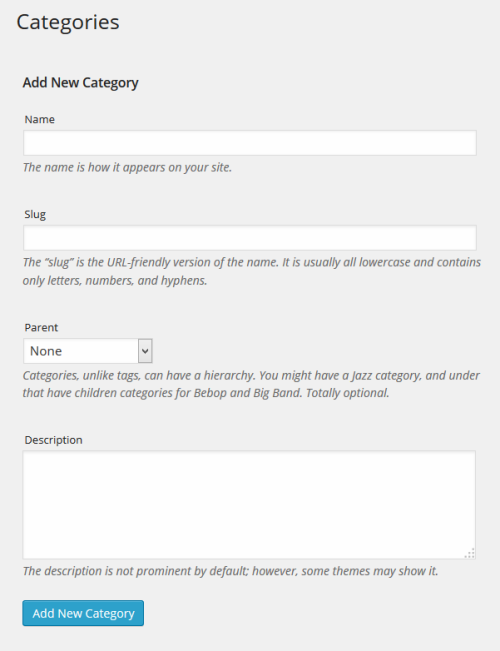 Categories
Add New Category
Name
The name is how it appears on your site.
Slug
The “slug” is the URL-friendly version of the name. It is usually all lowercase and contains
only letters, numbers, and hyphens.
Parent
None
Categories, unlike tags, can have a hierarchy. You might have a Jazz category, and under
that have children categories for Bebop and Big Band. Totally optional.
Description
The description is not prominent by default; however, some themes may show it.
Add New Category